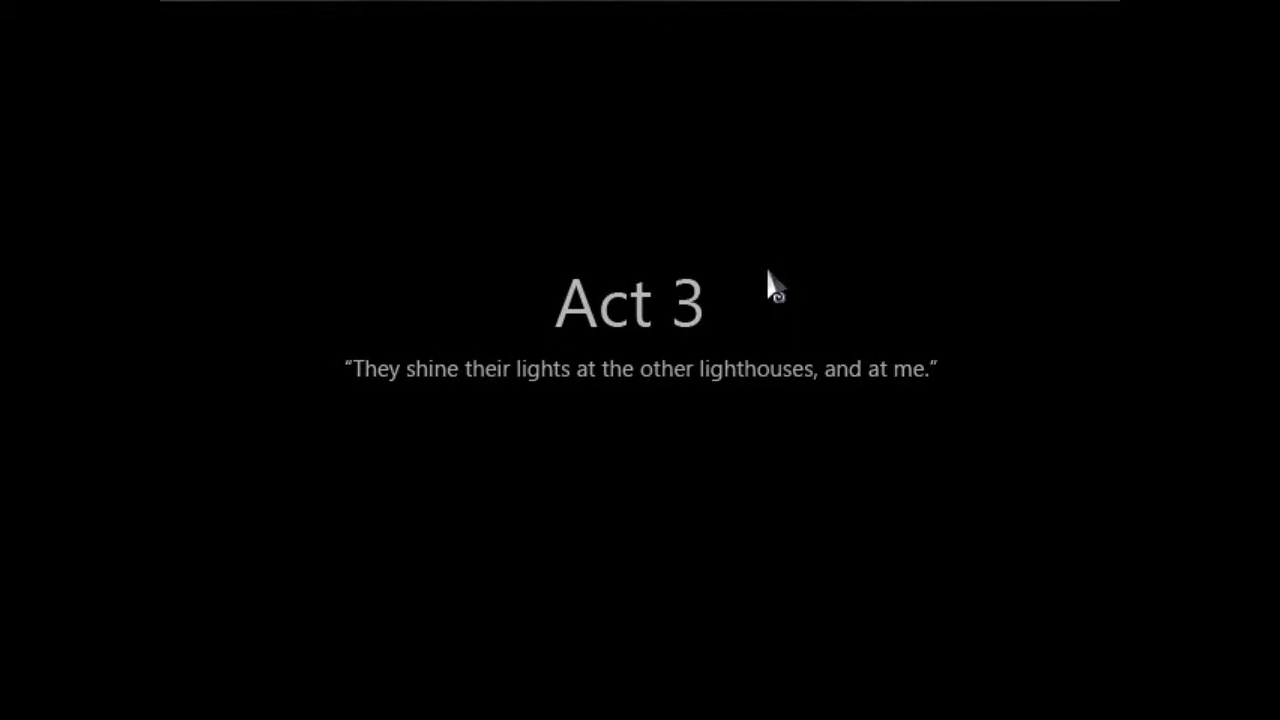 Act 3
“They shine their lights at the other lighthouses, and at me.”